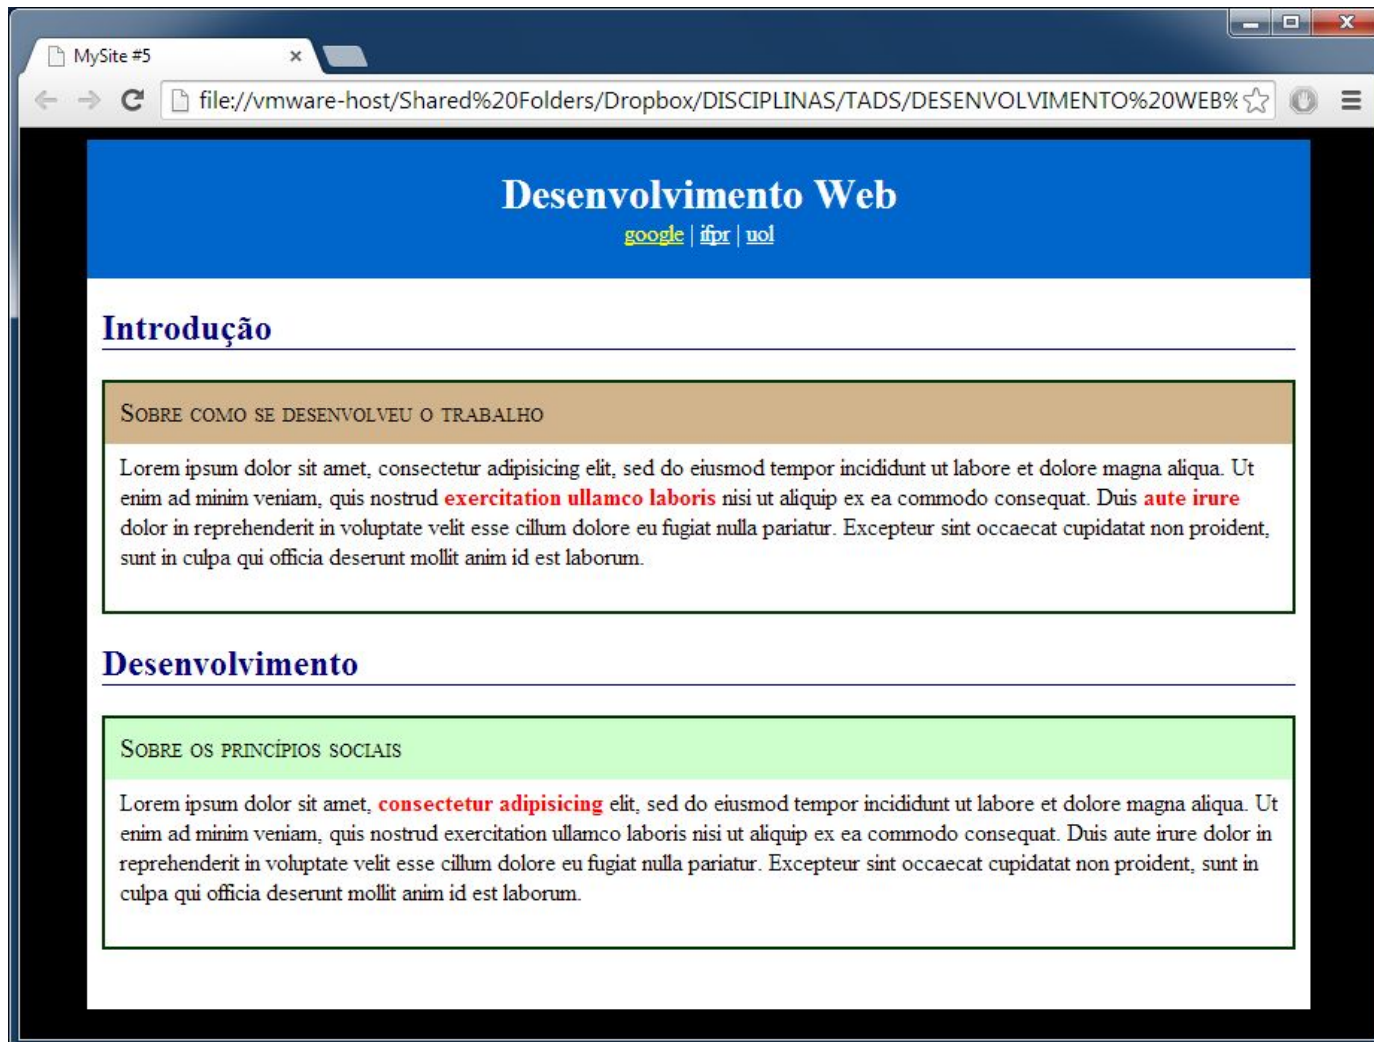 MySite #5
file://vmware-host/Shared%20Folders/Dropbox/DISCIPLINAS/TADS/DESENVOLVIMENTO%20WEB%
Desenvolvimento Web
google | ifpr | uol
Introdução
Sobre como se desenvolveu o trabalho
Lorem ipsum dolor sit amet, consectetur adipisicing elit, sed do eiusmod tempor incididunt ut labore et dolore magna aliqua. Ut
enim ad minim veniam, quis nostrud exercitation ullamco laboris nisi ut aliquip ex ea commodo consequat. Duis aute irure
dolor in reprehenderit in voluptate velit esse cillum dolore eu fugiat nulla pariatur. Excepteur sint occaecat cupidatat non proident,
sunt in culpa qui officia deserunt mollit anim id est laborum.
Desenvolvimento
Sobre os princípios sociais
Lorem ipsum dolor sit amet, consectetur adipisicing elit, sed do eiusmod tempor incididunt ut labore et dolore magna aliqua. Ut
enim ad minim veniam, quis nostrud exercitation ullamco laboris nisi ut aliquip ex ea commodo consequat. Duis aute irure dolor in
reprehenderit in voluptate velit esse cillum dolore eu fugiat nulla pariatur. Excepteur sint occaecat cupidatat non proident, sunt in
culpa qui officia deserunt mollit anim id est laborum.